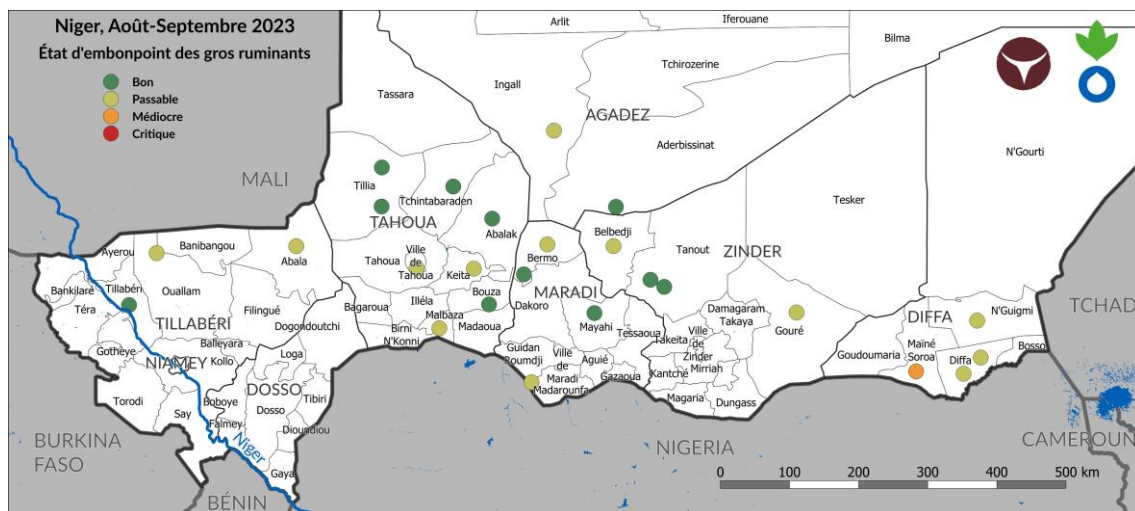 Niger, Août-Septembre 2023
État d'embonpoint des gros ruminants
Bon
Passable
Médiocre
Critique
Arlit
Iferouane
Bilma
Tchirozerine
Ingall
Tassara
AGADEZ
Aderbissinat
N'Gourti
MALI
Tillia
Tchintabaraden
Tesker
TAHOUA
Abalak
Belbedji
Tanout
ZINDER
Ayerou
Banibangou
Abala
Tahoua
Ville
de
Tahoua
Keita
Bermo
Bankilaré
Tillabéri
Ouallam
Téra
Filingué
TILLABÉRI
Bagaroua
Illéla
Bouza
Malbaza
Madaoua
Birni
N'Konni
Dakoro
MARADI
Mayahi
Tessaoua
Damagaram
Takaya
Gouré
TCHAD
DIFFA
N'Guigmi
Dogondoutchi
Balleyara
Gothèye
NIAMEY
Kollo
Loga
Guidan
Roumdji
Ville
de
Maradi
Madarounfa
Aguié
Gazaoua
Takeita
Ville
de
Zinder
Mirriah
Kantché
Magaria
Dungass
Goudoumaria
Maïné
Soroa
Diffa
Bosso
Torodi
Say
Boboye
DOSSO
Dosso
Tibiri
Falmey
Dioundiou
Gaya
Niger
BURKINA
FASO
BÉNIN
NIGERIA
CAMEROUN
0 100 200 300 400 500 km